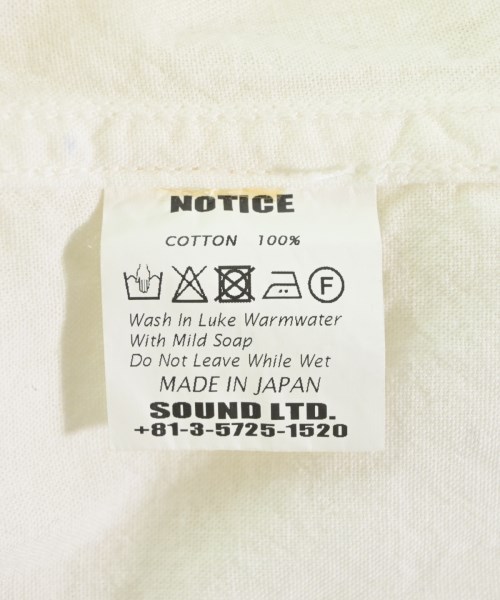 NOTICE
COTTON 100%
F
Wash In Luke Warmwater
With Mild Soap
Do Not Leave While Wet
MADE IN JAPAN
SOUND LTD.
+81-3-5725-1520